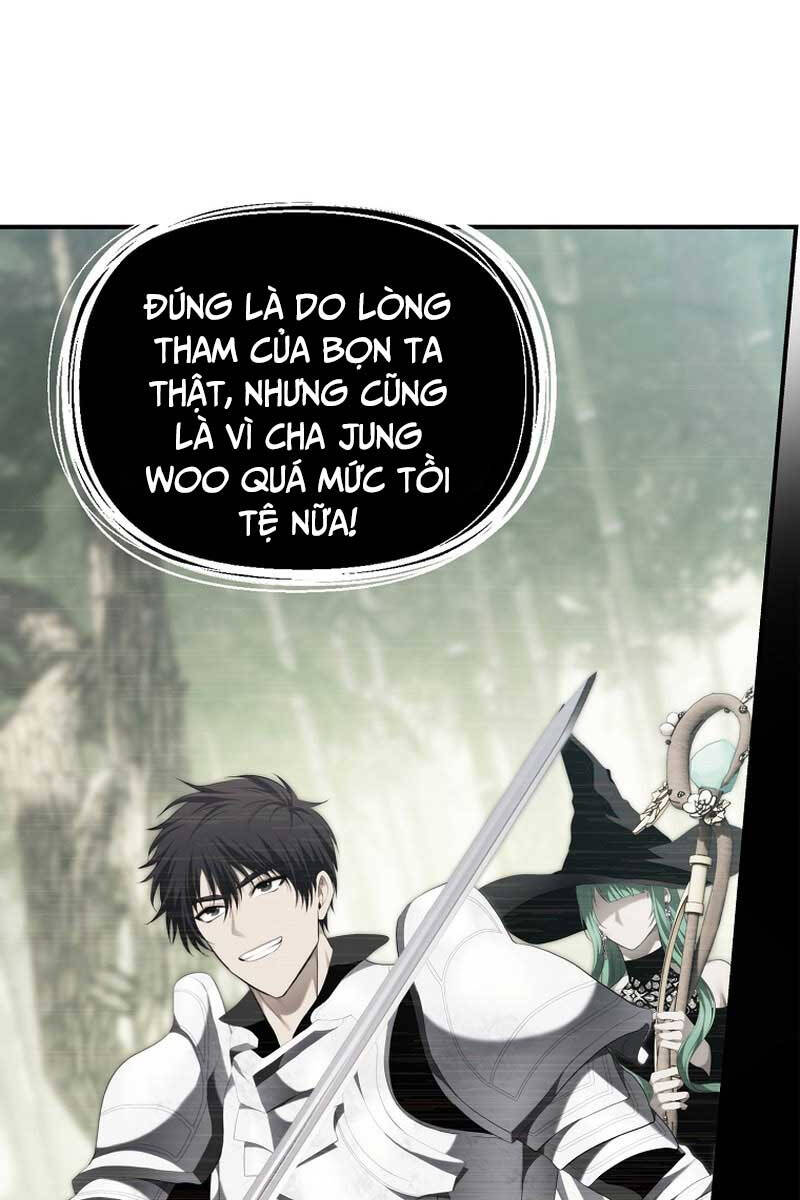 ĐÚNG LÀ DO LÒNG
THAM CỦA BỌN TA
THẬT, NHƯNG CŨNG
LÀ VÌ CHA JUNG
WOO QUÁ MỨC TỒI
TỆ NỮA!